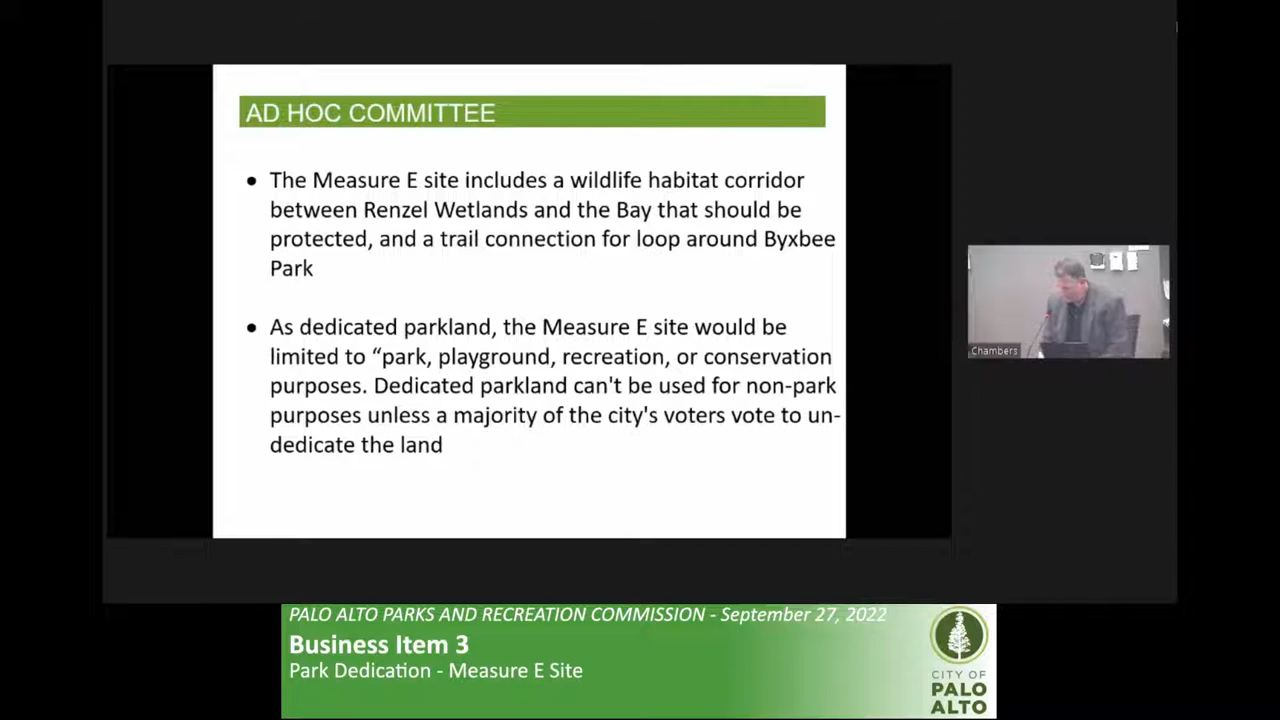 AD HOC COMMITTEE
• The Measure E site includes a wildlife habitat corridor
between Renzel Wetlands and the Bay that should be
protected, and a trail connection for loop around Byxbee
Park
• As dedicated parkland, the Measure E site would be
limited to “park, playground, recreation, or conservation
purposes. Dedicated parkland can't be used for non-park
purposes unless a majority of the city's voters vote to un-
dedicate the land
Chambers
PALO ALTO PARKS AND RECREATION COMMISSION - September 27, 2022
Business Item 3
Park Dedication - Measure E Site
CITY OF
PALO
ALTO